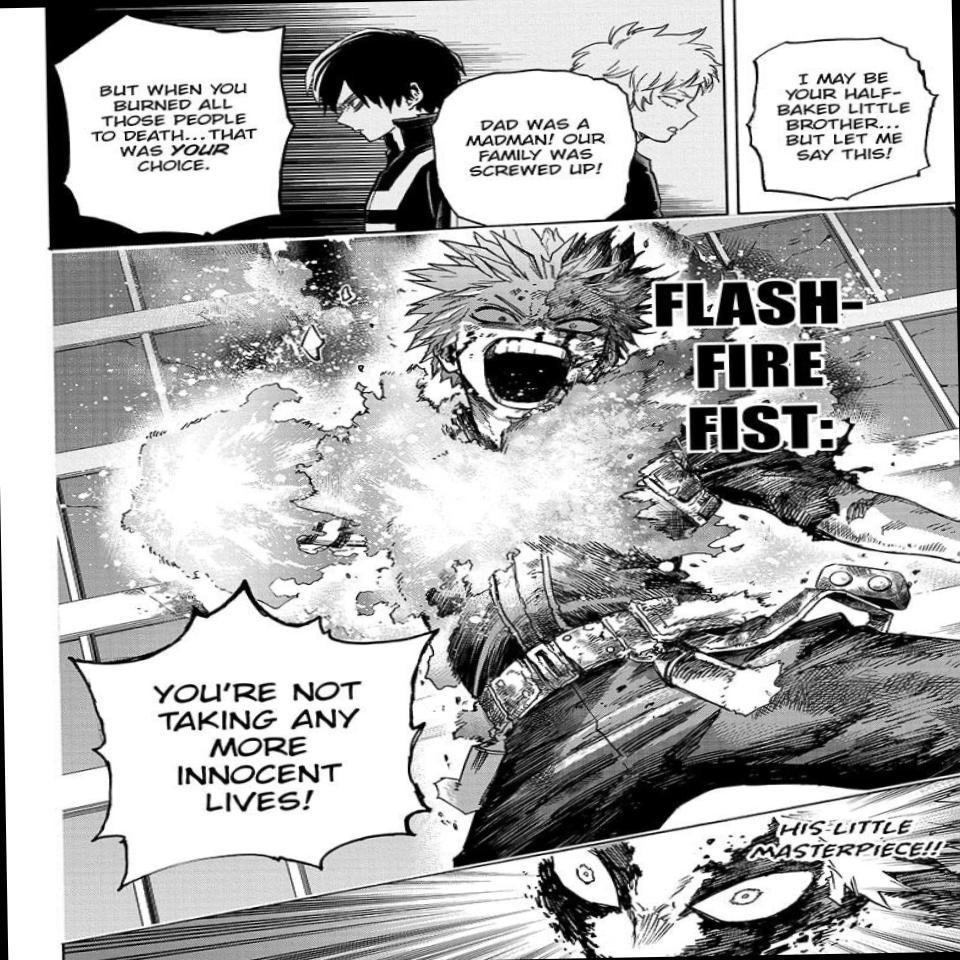 I MAY BE
YOUR HALF-
BAKED LITTLE
BROTHER...
BUT LET ME
SAY THIS!
DAD WAS A
MADMAN! OUR
FAMILY WAS
SCREWED UP!
BUT WHEN YOU
BURNED ALL
THOSE PEOPLE
TO DEATH...THAT
WAS YOUR
CHOICE.
FLASH-
FIRE
FIST:
YOU'RE NOT
TAKING ANY
MORE
INNOCENT
LIVES!
HIS LITTLE
MASTERPIECE!!